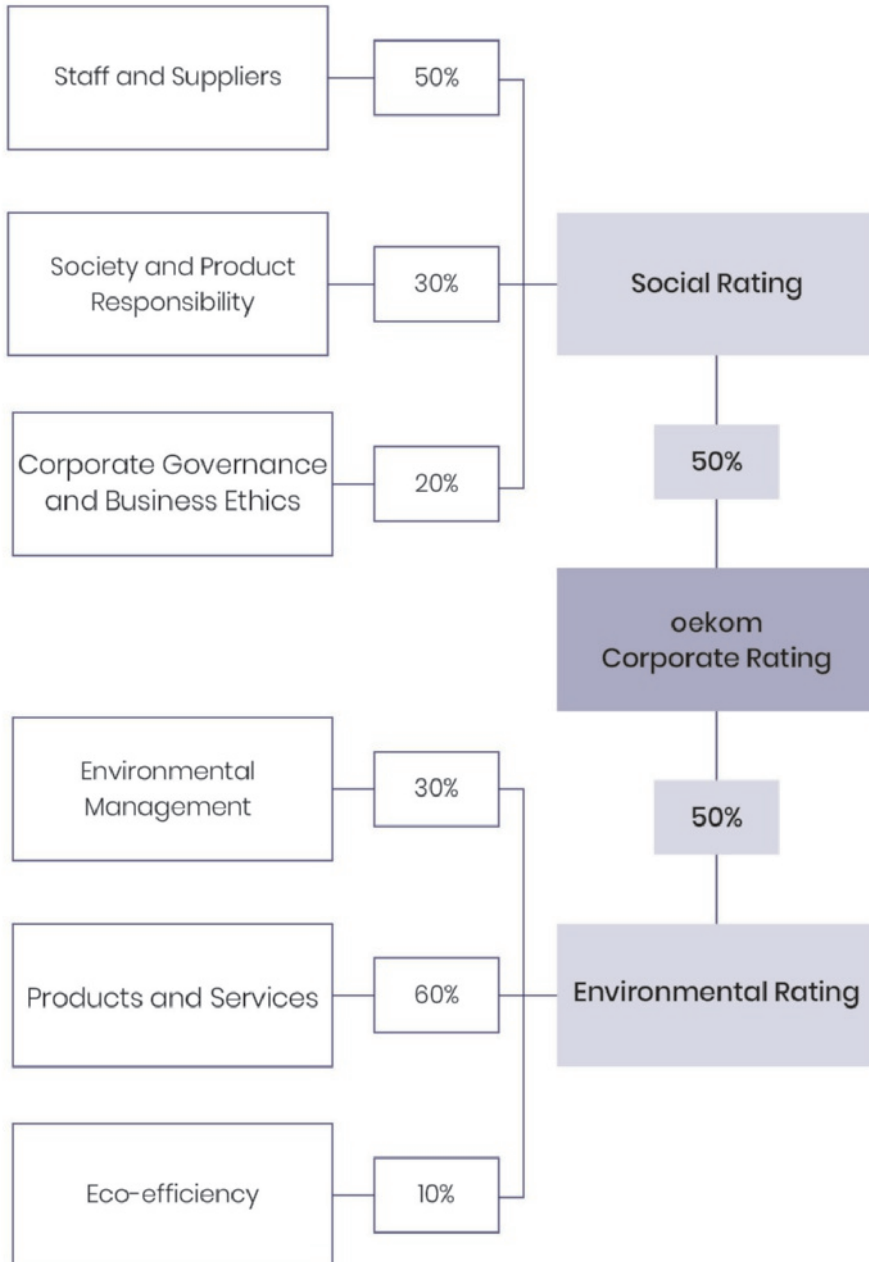 Staff and Suppliers
50%
Society and Product
Responsibility
30%
Social Rating
Corporate Governance
and Business Ethics
20%
50%
oekom
Corporate Rating
Environmental
Management
30%
50%
Products and Services
60%
Environmental Rating
Eco-efficiency
10%